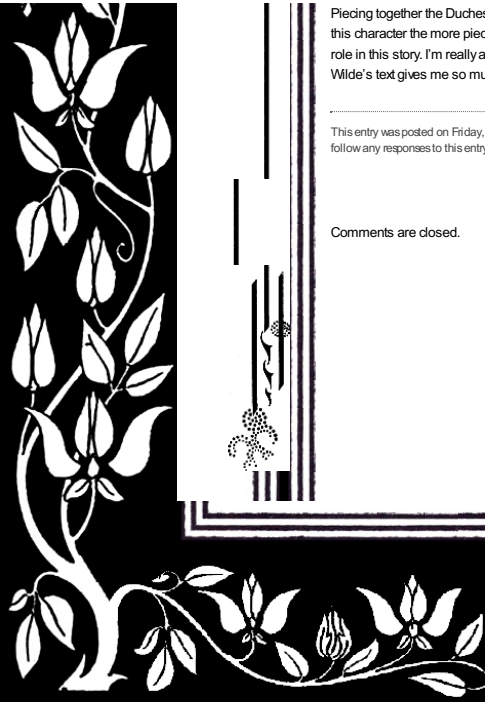 Piecing together the Duches
this character the more piec
role in this story. I'm really a
Wilde's text gives me so mu
This entry was posted on Friday,
follow any responses to this entry
Comments are closed.